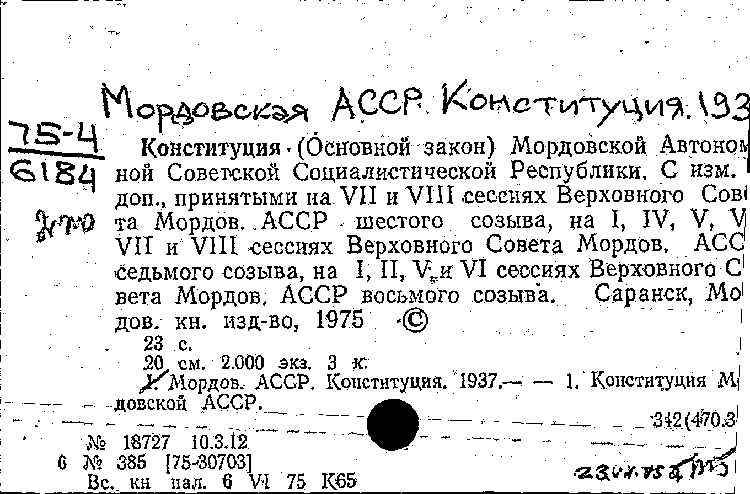 Мордовская АССР. Конституция. 193
75-4
6184
Конституция (Основной закон) Мордовской Автоном
ной Советской Социалистической Республики. С изм.
доп., принятыми на VII и VIII сессиях Верховного Сов
та Мордов. АССР шестого созыва, на I, IV, V, V
VII и VIII сессиях Верховного Совета Мордов. АСС
седьмого созыва, на I, II, V и VI сессиях Верховного С
вета Мордов. АССР восьмого созыва. Саранск, Мо
дов. кн. изд-во, 1975 ©
23 с.
20 см. 2.000 экз. 3 к.
1. Мордов. АССР. Конституция. 1937.— — 1. Конституция М
довской АССР.
342(470.3
№ 18727 10.3.12
6 № 385 [75-30703]
Вс. кн пал. 6 VI 75 К65